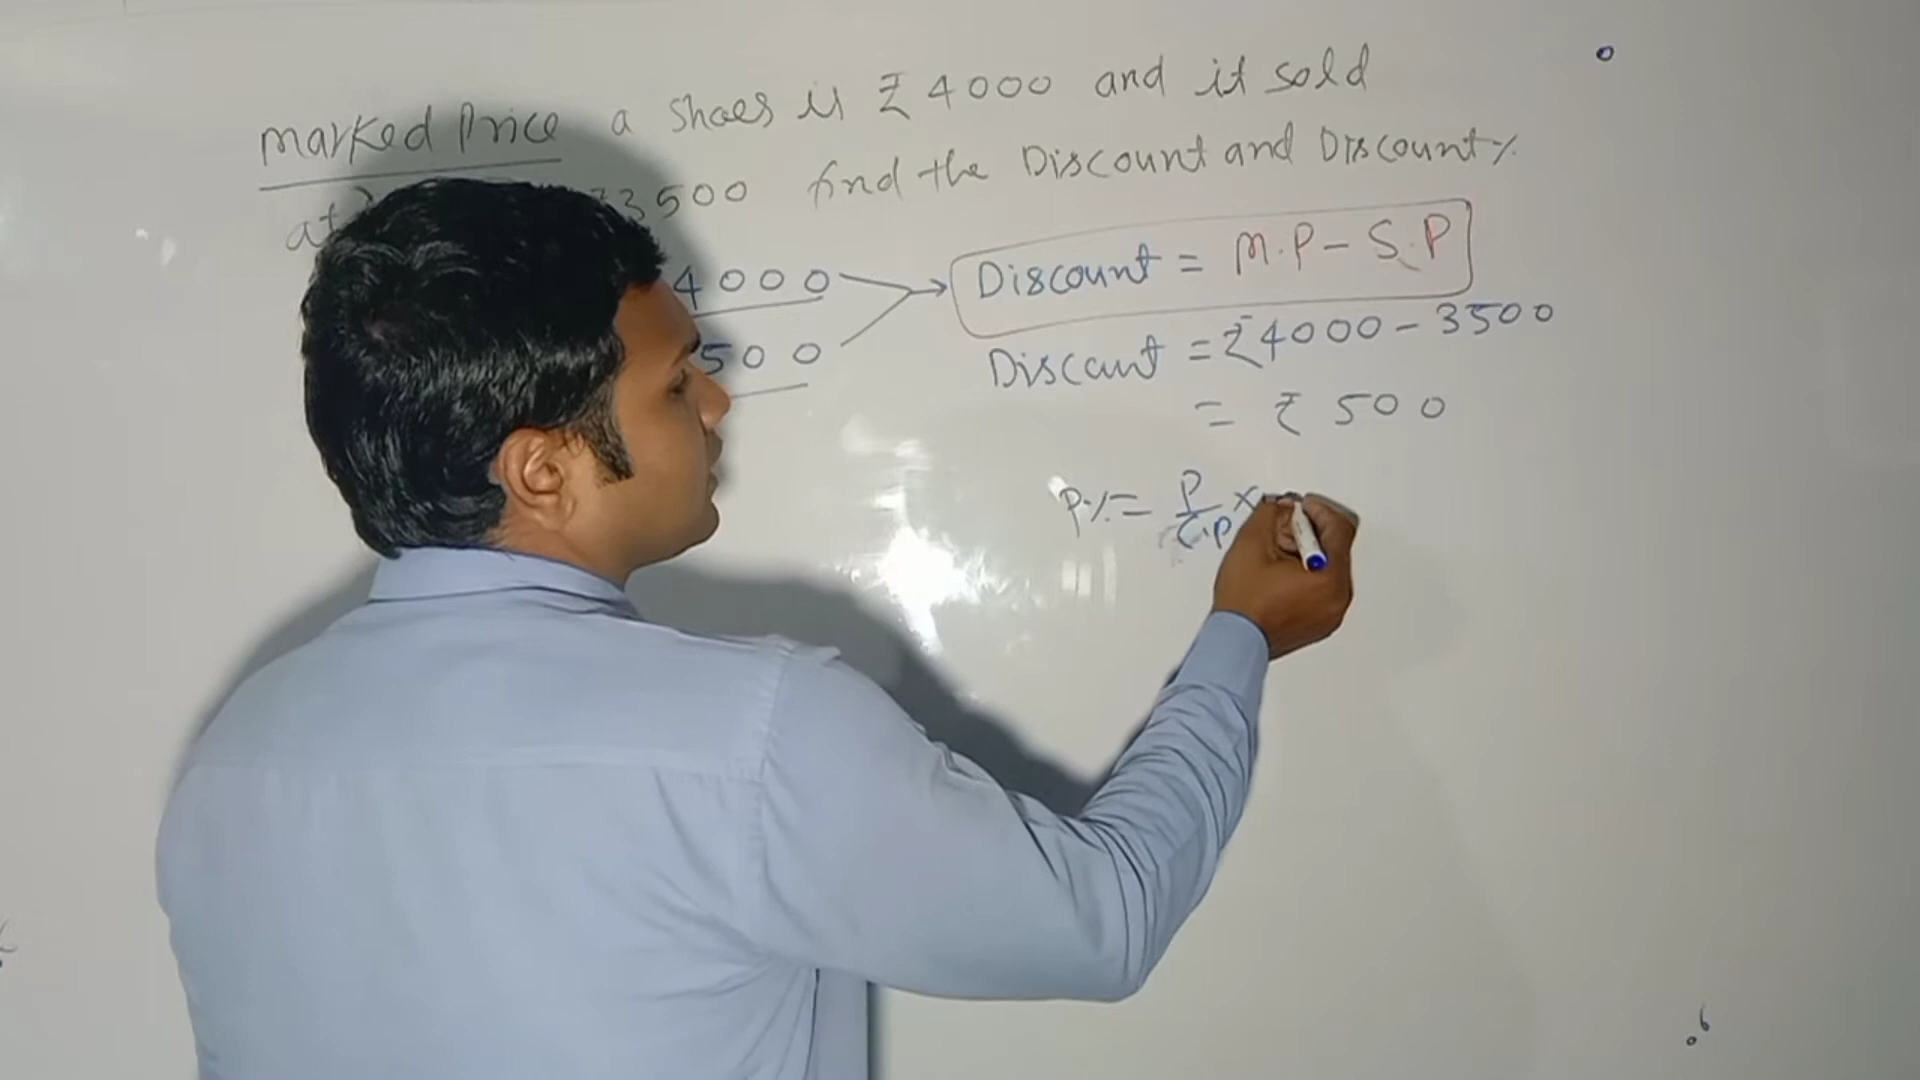 Marked Price a Shoes is ₹4000 and it sold
at ₹3500 find the Discount and Discount%
4000
500
Discount = M.P - S.P
Discount = ₹4000 - 3500
= ₹ 500
P% = P/C.P ×